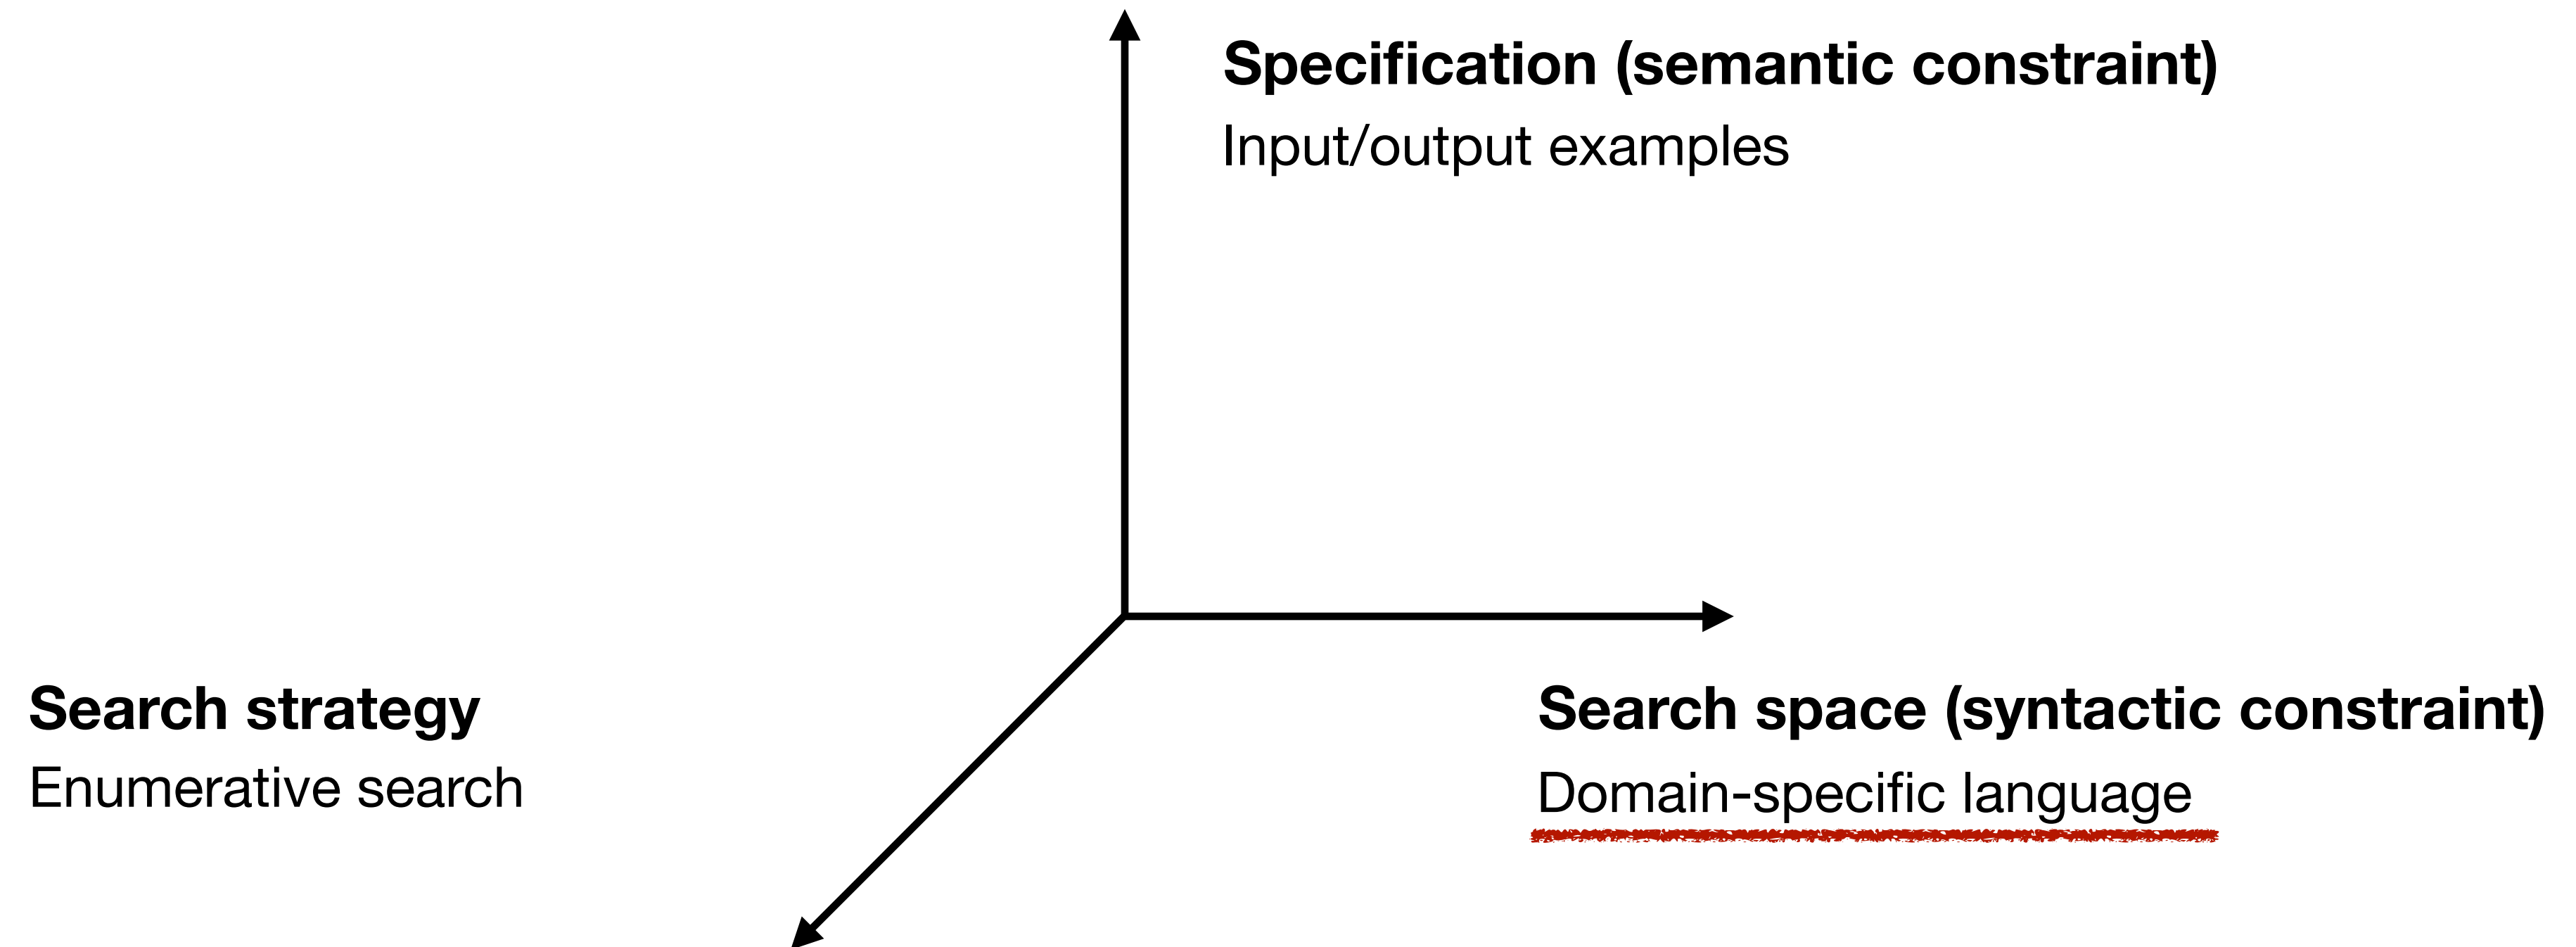 Specification (semantic constraint)
Input/output examples
Search strategy
Enumerative search
Search space (syntactic constraint)
Domain-specific language